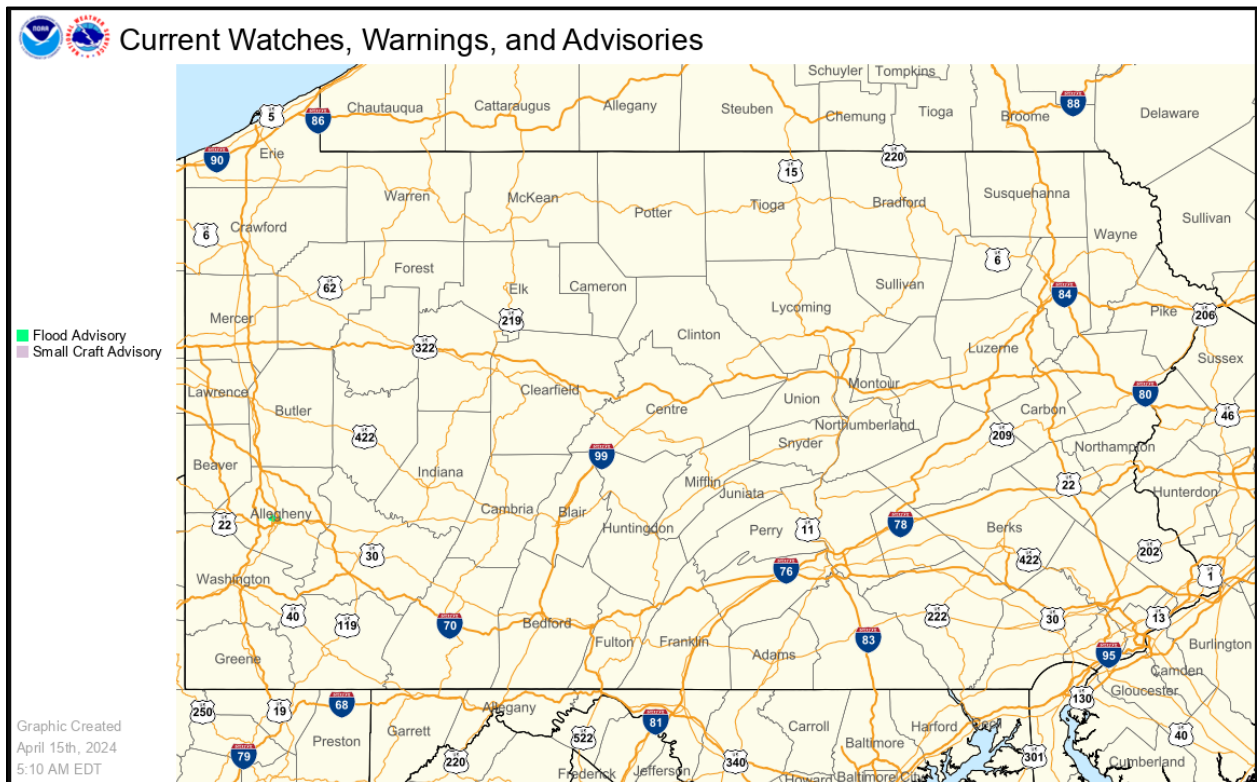 Current Watches, Warnings, and Advisories
Schuyler Tompkins
Chautauqua Cattaraugus Allegany Steuben Chemung Tioga Broome 88 Delaware
5 86
90 Erie
15 220
Warren McKean Potter Tioga Bradford Susquehanna
Sullivan
Crawford 6 Wayne
Forest 6
62 Elk Cameron Sullivan 84
Mercer 219 Lycoming Pike 206
Flood Advisory
Small Craft Advisory
322 Clinton Luzerne Sussex
Lawrence Clearfield Montour 80
Butler Centre Union Carbon 46
422 Northumberland 209
Snyder Northampton
Beaver Indiana 99 Mifflin 22
Juniata Hunterdon
Allegheny Cambria Blair
22 Huntingdon Perry 11 78 Berks
30 202
Washington 76 422 1
40 119 70 Bedford 222 30 13
Fulton Franklin 83 Burlington
Greene Adams 95
Camden
Gloucester
250 19 68 Allegany 130
Graphic Created
Preston Garrett 81 Carroll Harford Cecil 40
April 15th, 2024
79 220 522 Baltimore
340 301 Cumberland
5:10 AM EDT
Frederick Jefferson Howard Baltimore City